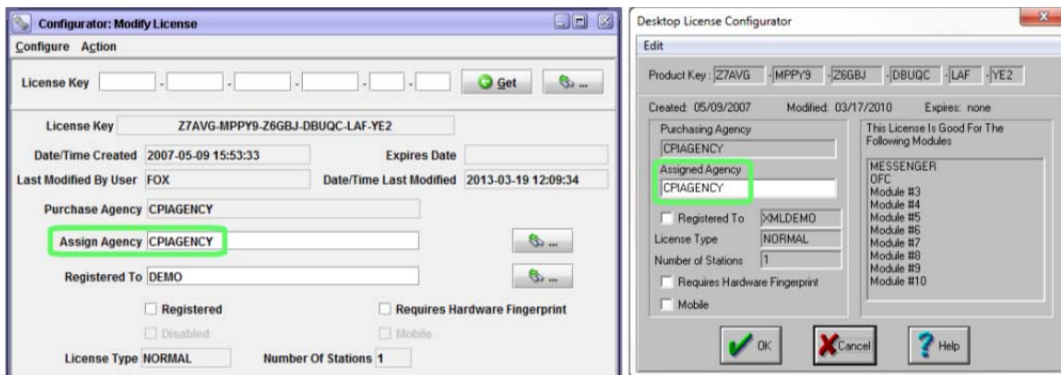 Configurator: Modify License
Configure Action
License Key - - - - - Get ...
License Key Z7AVG-MPPY9-Z6GBJ-DBUQC-LAF-YE2
Date/Time Created 2007-05-09 15:53:33 Expires Date
Last Modified By User FOX Date/Time Last Modified 2013-03-19 12:09:34
Purchase Agency CPIAGENCY
Assign Agency CPIAGENCY ...
Registered To DEMO ...
Registered Requires Hardware Fingerprint
Disabled Mobile
License Type NORMAL Number Of Stations 1
Desktop License Configurator
Edit
Product Key : Z7AVG -MPPY9 -Z6GBJ -DBUQC -LAF -YE2
Created: 05/09/2007 Modified: 03/17/2010 Expires: none
Purchasing Agency
CPIAGENCY
Assigned Agency
CPIAGENCY
Registered To XMLDEMO
License Type NORMAL
Number of Stations 1
Requires Hardware Fingerprint
Mobile
This License Is Good For The
Following Modules
MESSENGER
OFC
Module #3
Module #4
Module #5
Module #6
Module #7
Module #8
Module #9
Module #10
OK Cancel Help